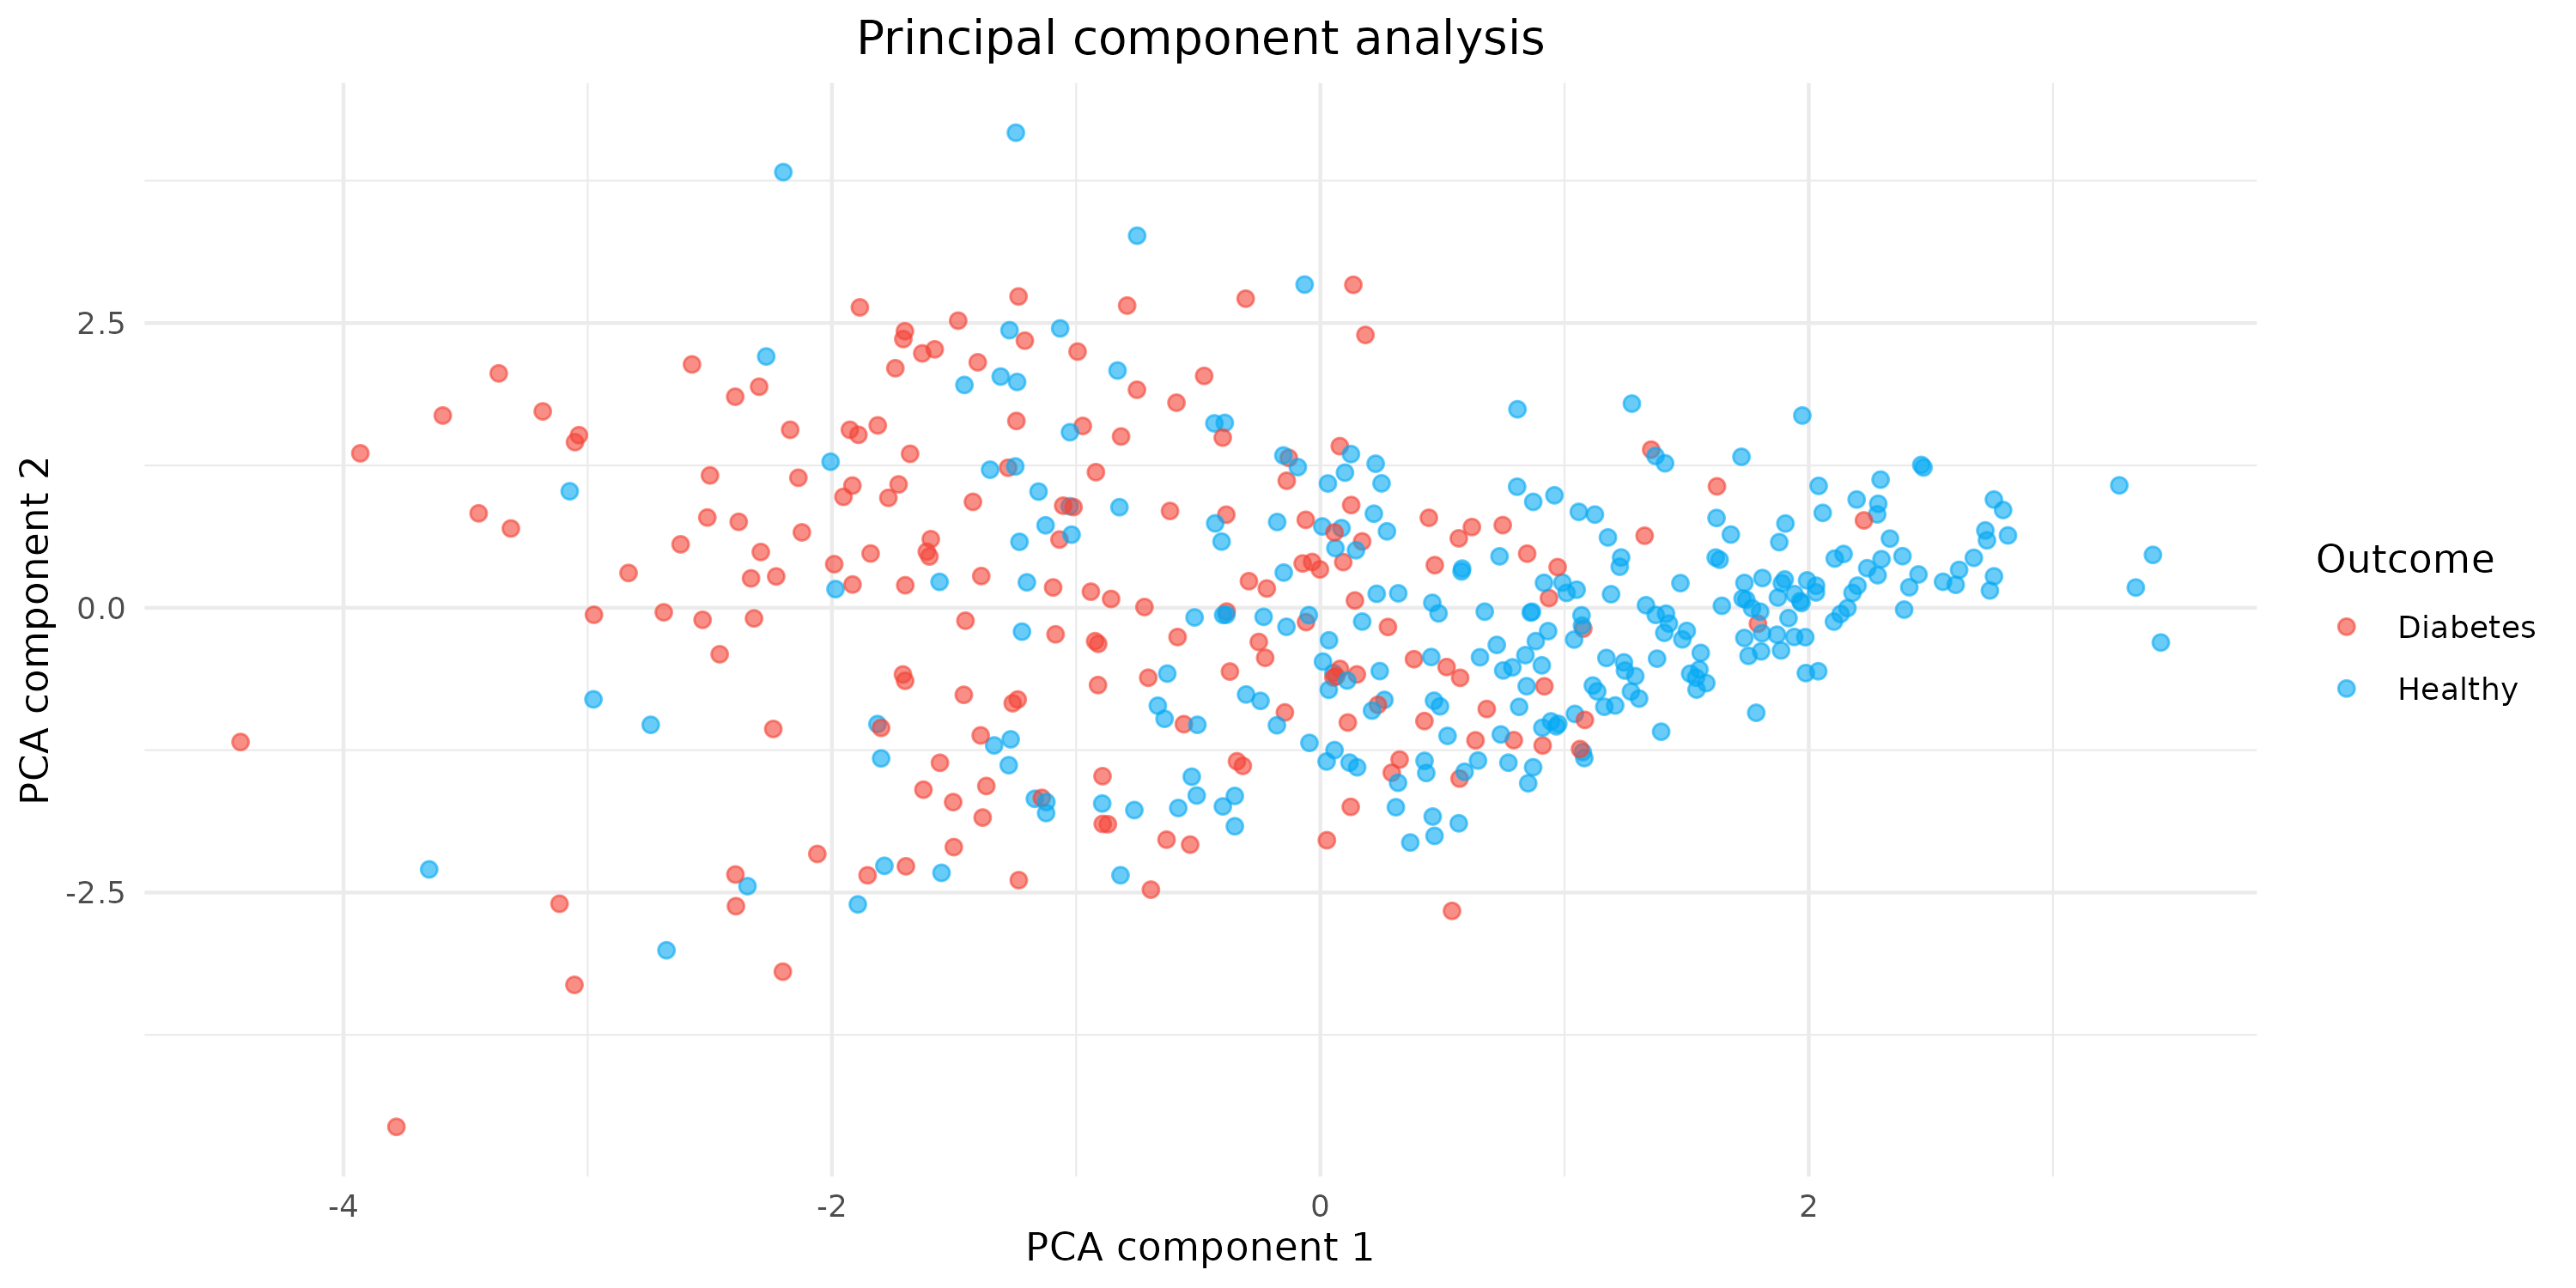 Principal component analysis
PCA component 2
2.5
0.0
-2.5
-4
-2
0
2
PCA component 1
Outcome
Diabetes
Healthy